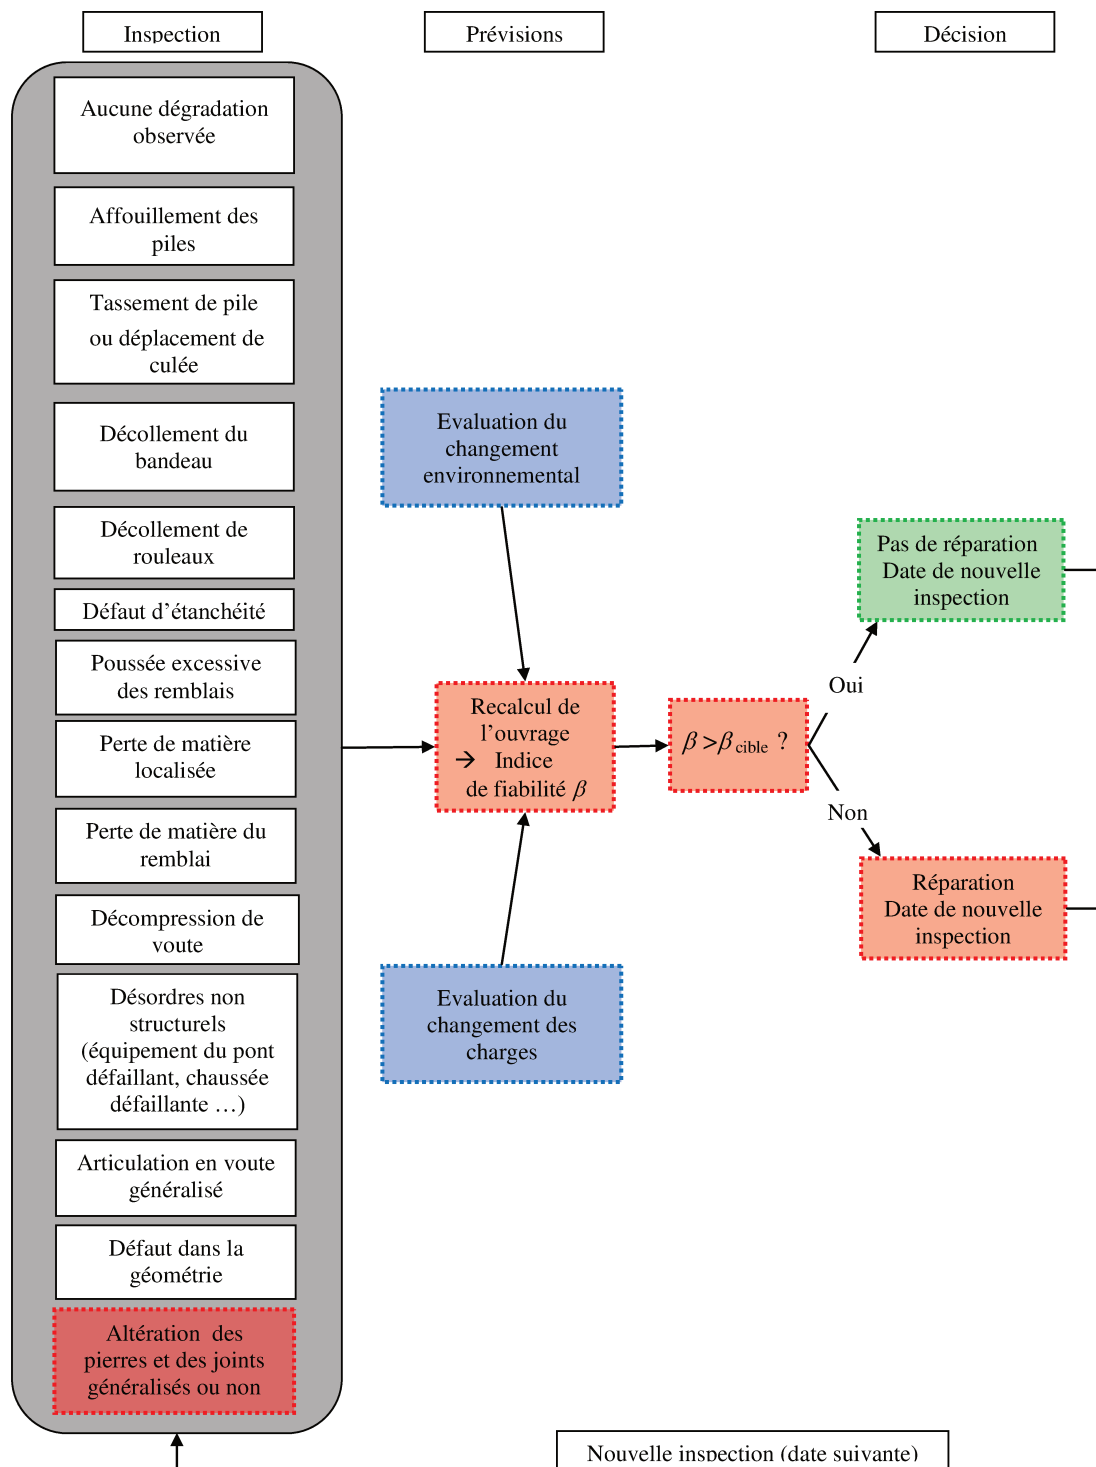 Inspection
Prévisions
Décision
Aucune dégradation
observée
Affouillement des
piles
Tassement de pile
ou déplacement de
culée
Décollement du
bandeau
Décollement de
rouleaux
Défaut d'étanchéité
Poussée excessive
des remblais
Perte de matière
localisée
Perte de matière du
remblai
Décompression de
voute
Désordres non
structurels
(équipement du pont
défaillant, chaussée
défaillante …)
Articulation en voute
généralisé
Défaut dans la
géométrie
Altération des
pierres et des joints
généralisés ou non
Evaluation du
changement
environnemental
Recalcul de
l'ouvrage
→ Indice
de fiabilité β
Evaluation du
changement des
charges
β >β cible ?
Oui
Non
Pas de réparation
Date de nouvelle
inspection
Réparation
Date de nouvelle
inspection
Nouvelle inspection (date suivante)